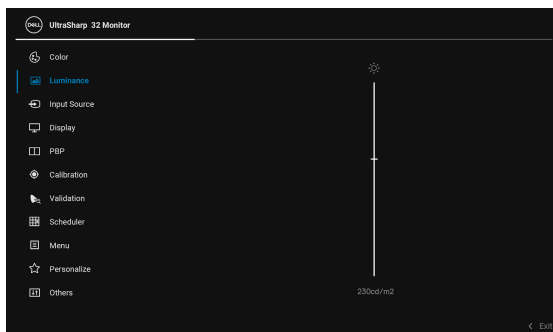 DELL UltraSharp 32 Monitor
Color
Luminance
Input Source
Display
PBP
Calibration
Validation
Scheduler
Menu
Personalize
Others
230cd/m2
< Exit